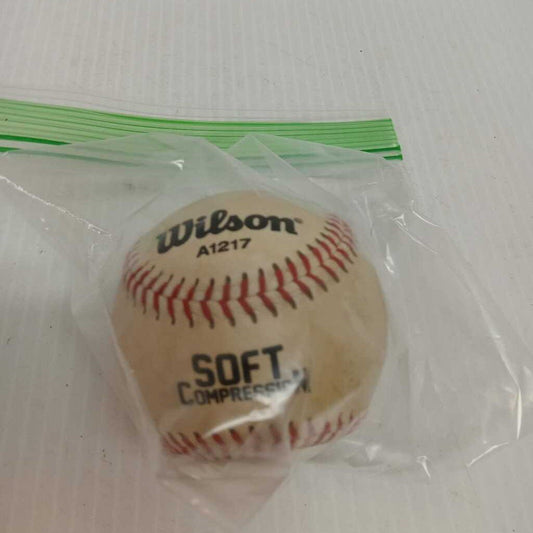 Wilson
A1217
SOFT
COMPRESSION